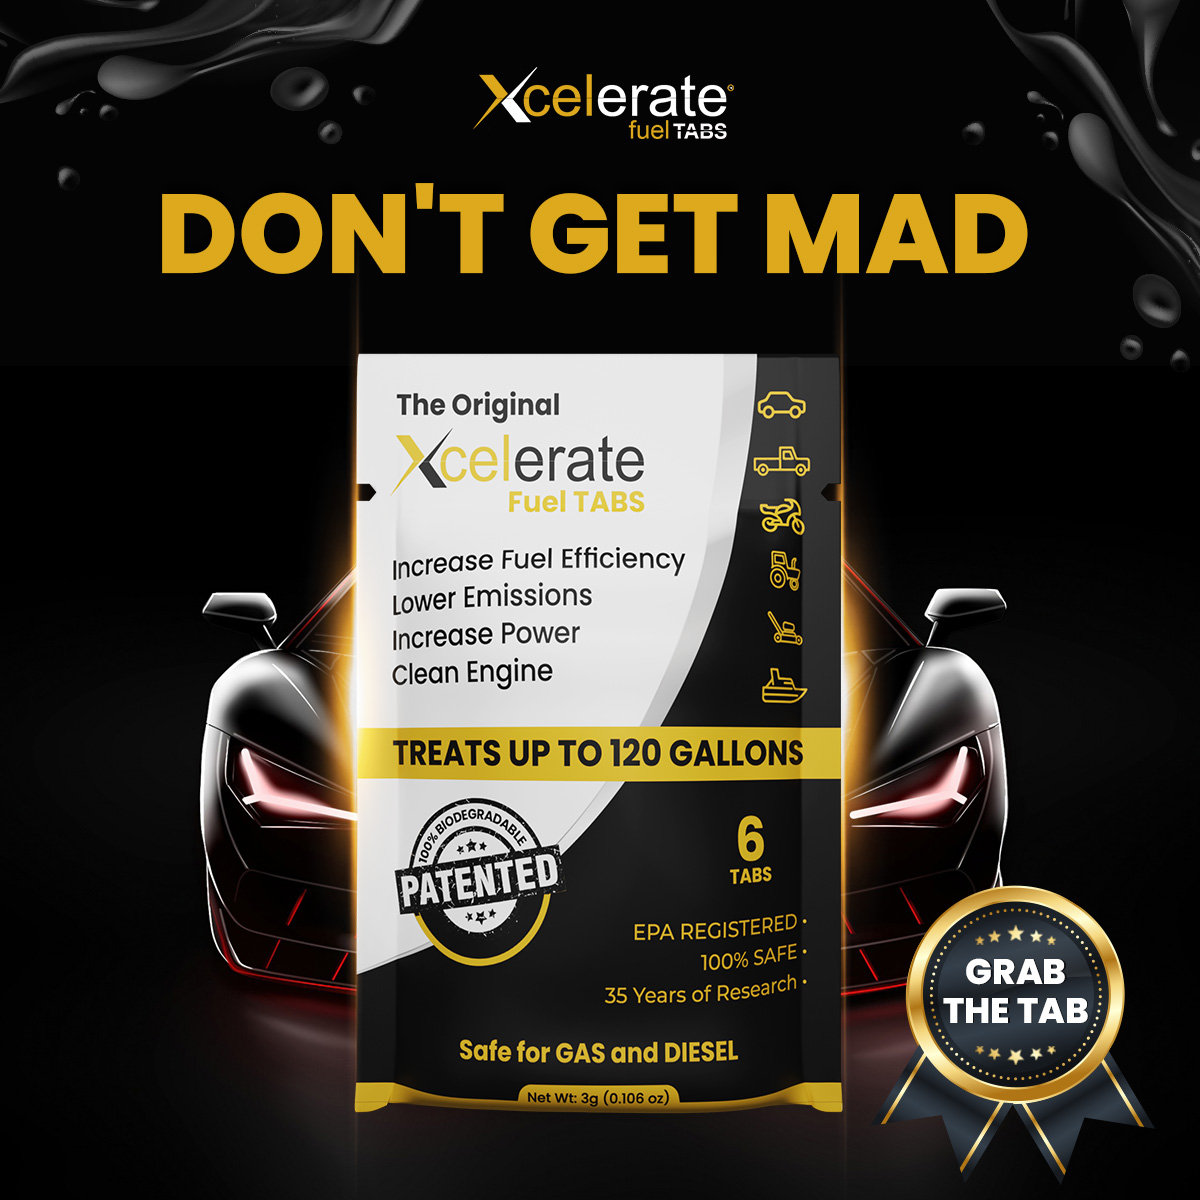 Xcelerate
fuel TABS
DON'T GET MAD
The Original
Xcelerate
Fuel TABS
Increase Fuel Efficiency
Lower Emissions
Increase Power
Clean Engine
TREATS UP TO 120 GALLONS
100% BIODEGRADABLE
PATENTED
6
TABS
EPA REGISTERED •
100% SAFE •
35 Years of Research •
Safe for GAS and DIESEL
Net Wt: 3g (0.106 oz)
GRAB
THE TAB